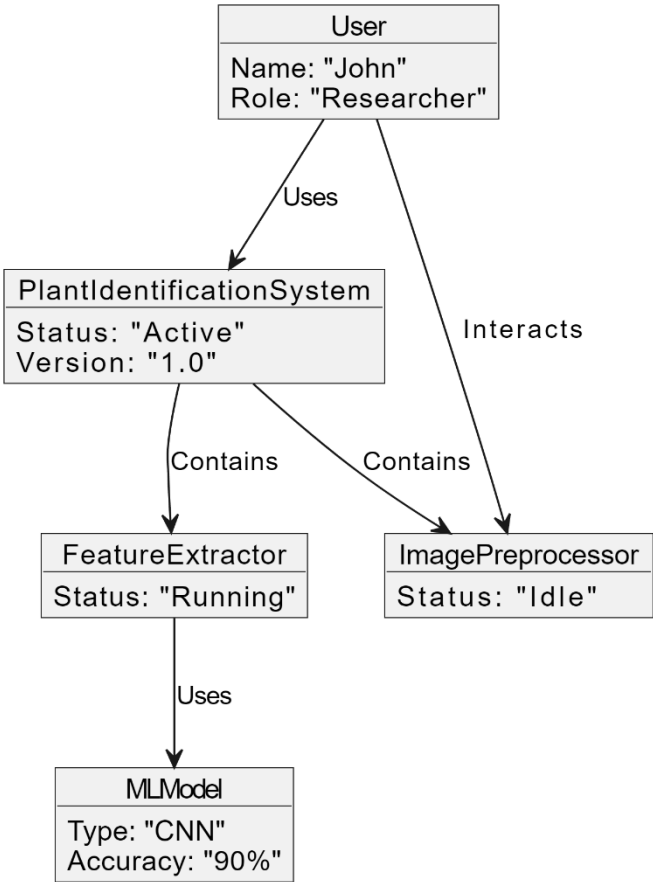 User
Name: "John"
Role: "Researcher"
Uses
PlantIdentificationSystem
Status: "Active"
Version: "1.0"
Interacts
Contains
Contains
FeatureExtractor
Status: "Running"
ImagePreprocessor
Status: "Idle"
Uses
MLModel
Type: "CNN"
Accuracy: "90%"